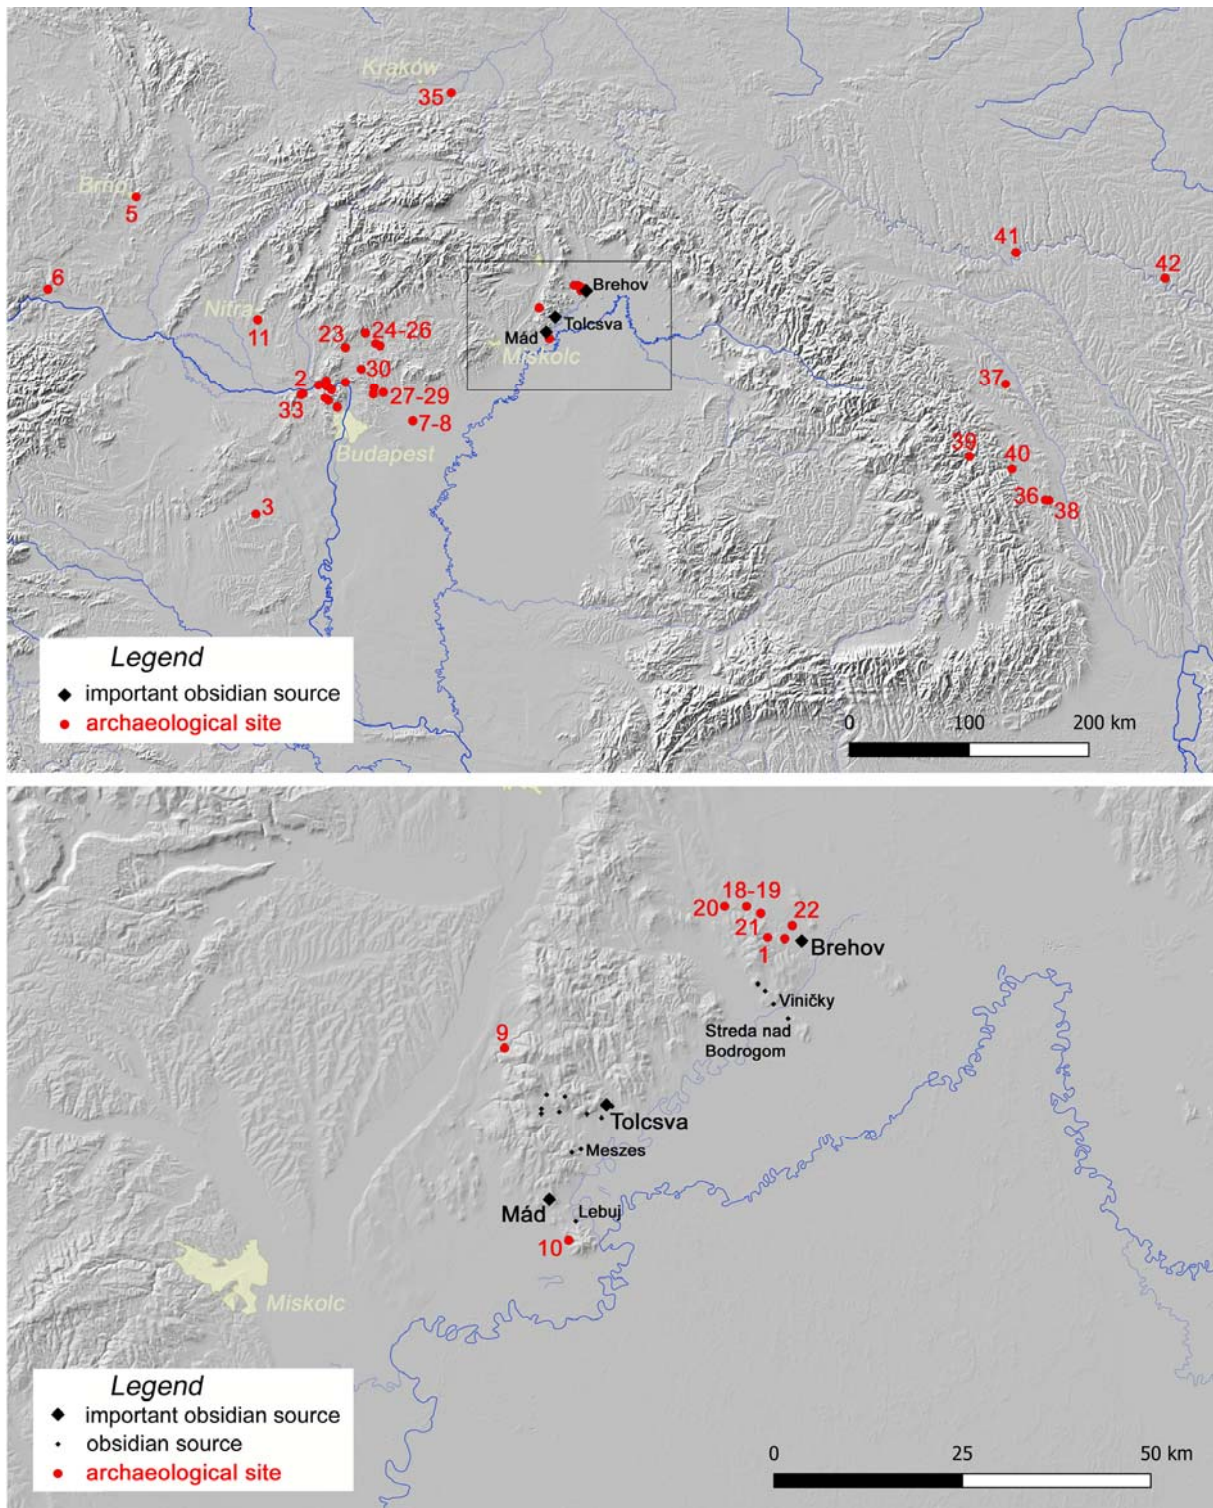 Kraków
35
Brno
5
41
42
6
Brehov
Nitra
11
23
24-26
Tolcsva
Mád
Miskolc
30
37
2
33
27-29
7-8
Budapest
39
40
3
36
38
Legend
important obsidian source
archaeological site
0
100
200 km
18-19
20
22
21
1
Brehov
Viničky
Streda nad
Bodrogom
9
Tolcsva
Meszes
Mád
Lebuj
10
Miskolc
Legend
important obsidian source
obsidian source
archaeological site
0
25
50 km